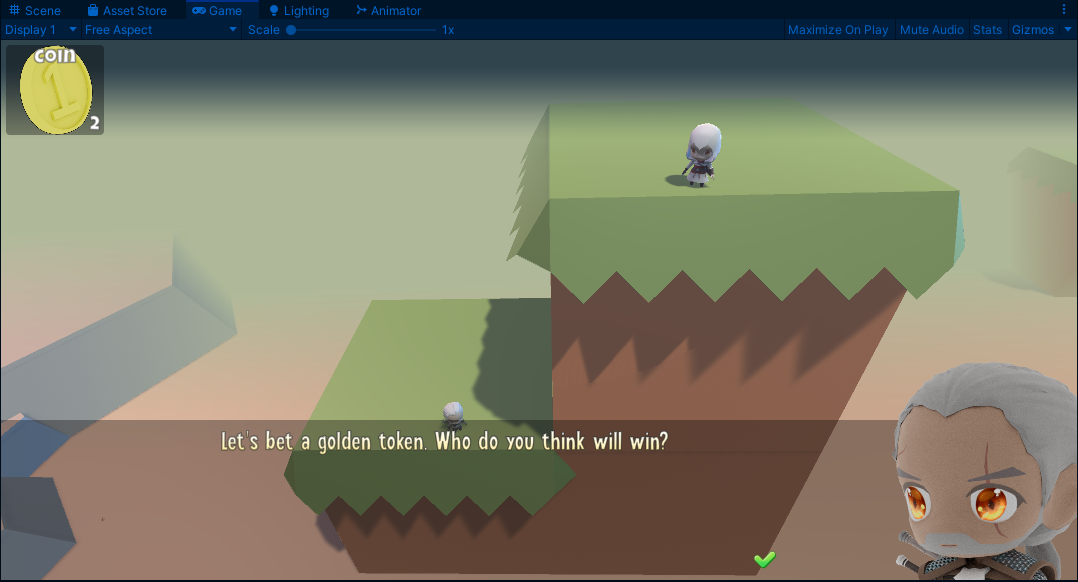 Scene Asset Store Game Lighting Animator
Display 1 Free Aspect Scale 1x Maximize On Play Mute Audio Stats Gizmos
coin
1
2
Let's bet a golden token. Who do you think will win?